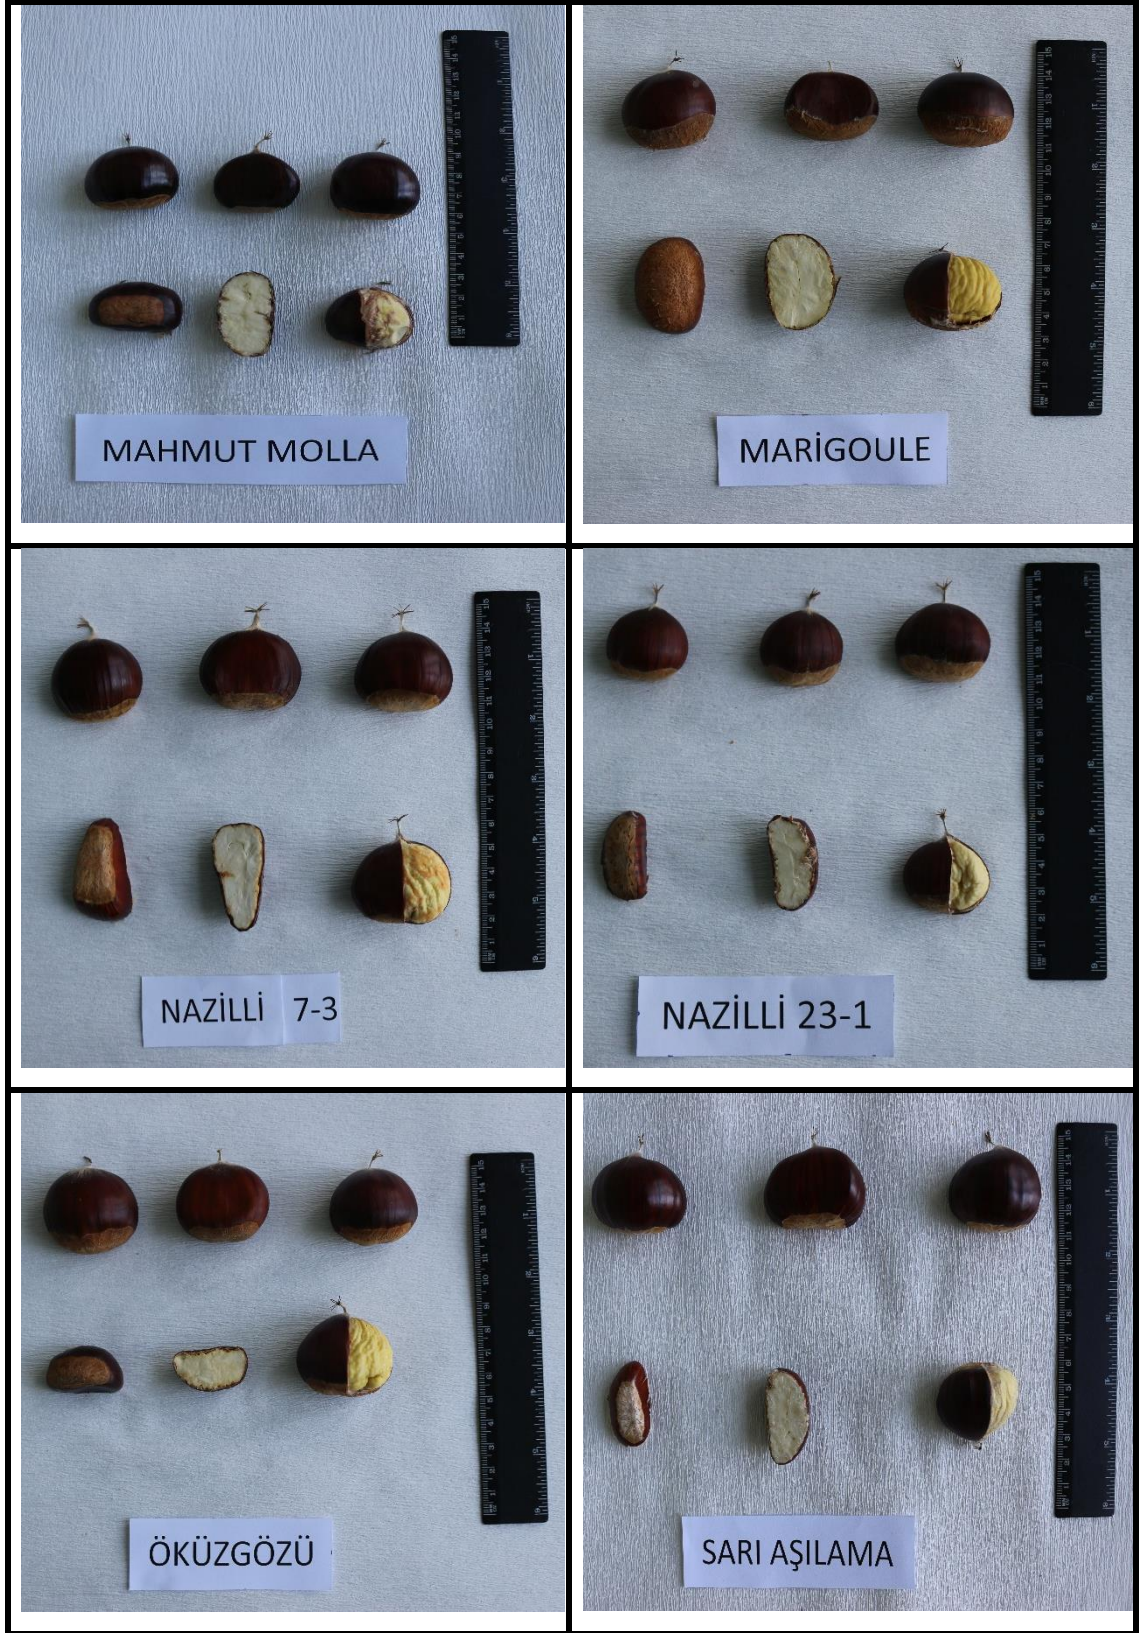 MAHMUT MOLLA
MARİGOULE
NAZİLLİ 7-3
NAZİLLİ 23-1
ÖKÜZGÖZÜ
SARI AŞILAMA